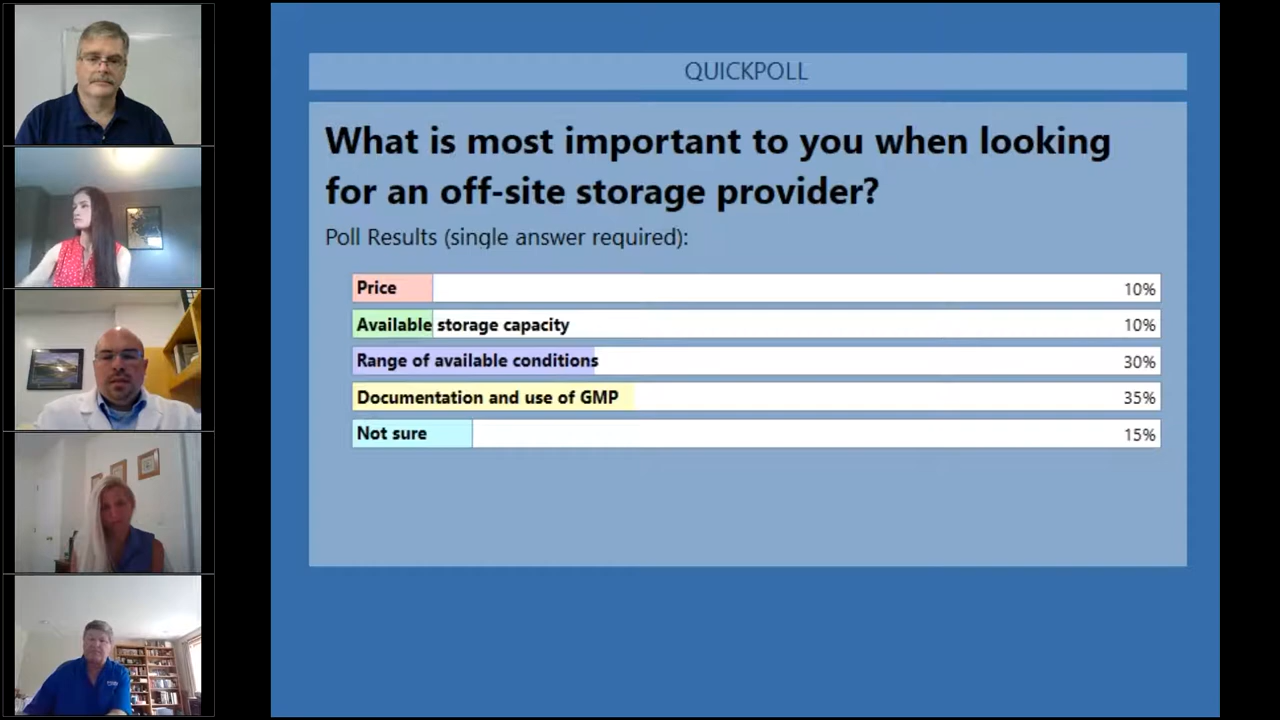 QUICKPOLL
What is most important to you when looking
for an off-site storage provider?
Poll Results (single answer required):
Price 10%
Available storage capacity 10%
Range of available conditions 30%
Documentation and use of GMP 35%
Not sure 15%